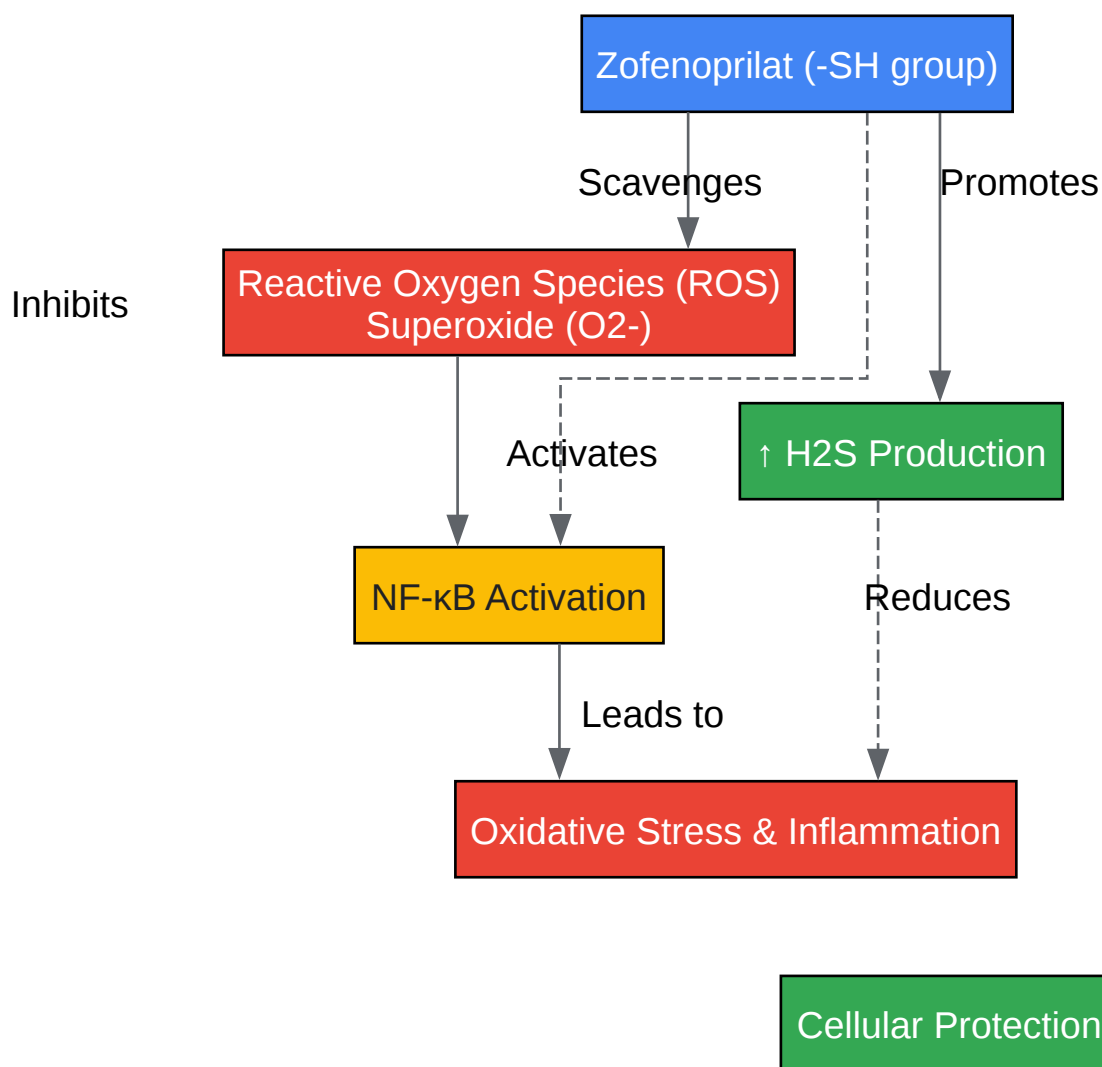 Zofenoprilat (-SH group)
Scavenges
Promotes
Reactive Oxygen Species (ROS)
Superoxide (O2-)
Inhibits
Activates
↑ H2S Production
NF-κB Activation
Reduces
Leads to
Oxidative Stress & Inflammation
Cellular Protection